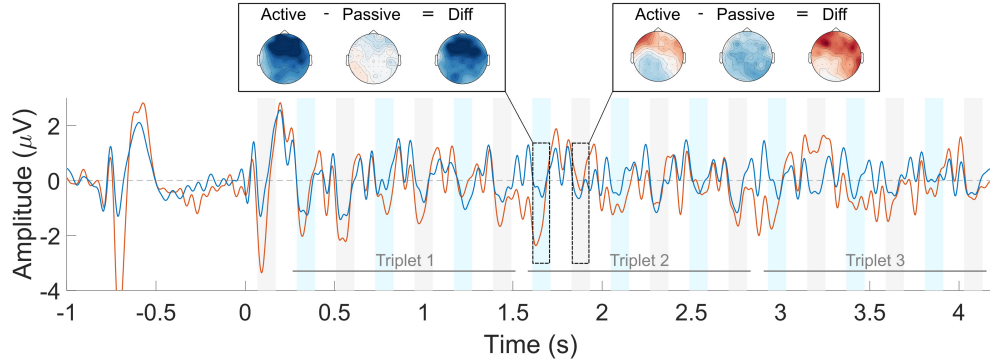 Active - Passive = Diff
Active - Passive = Diff
Amplitude (μV)
2
0
-2
-4
Triplet 1
Triplet 2
Triplet 3
-1
-0.5
0
0.5
1
1.5
2
2.5
3
3.5
4
Time (s)